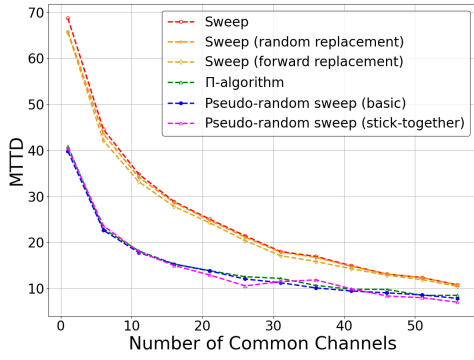 70
60
50
40
30
20
10
MTTD
Sweep
Sweep (random replacement)
Sweep (forward replacement)
Π-algorithm
Pseudo-random sweep (basic)
Pseudo-random sweep (stick-together)
0 10 20 30 40 50
Number of Common Channels